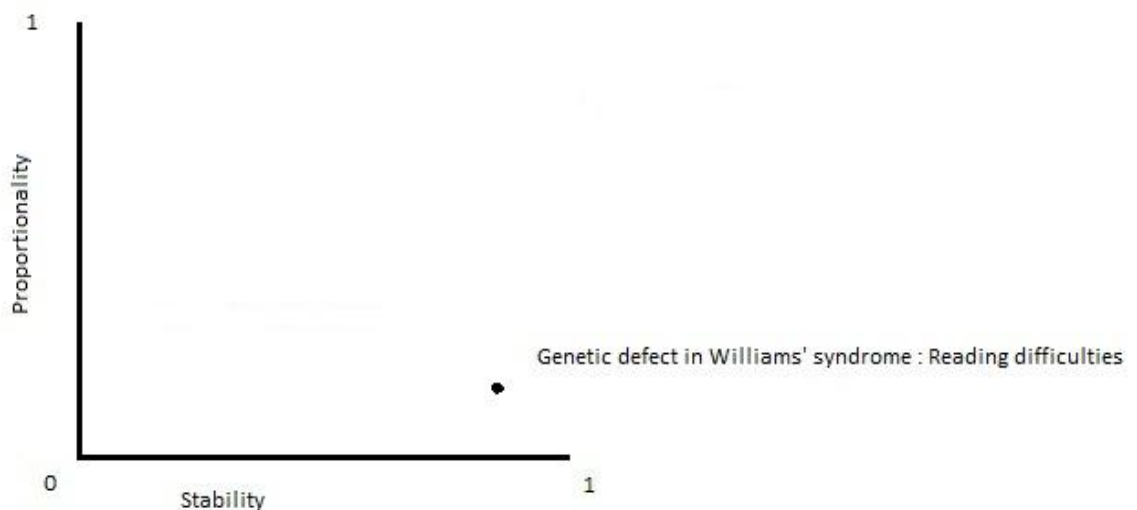 1
Proportionality
Genetic defect in Williams' syndrome : Reading difficulties
0
1
Stability